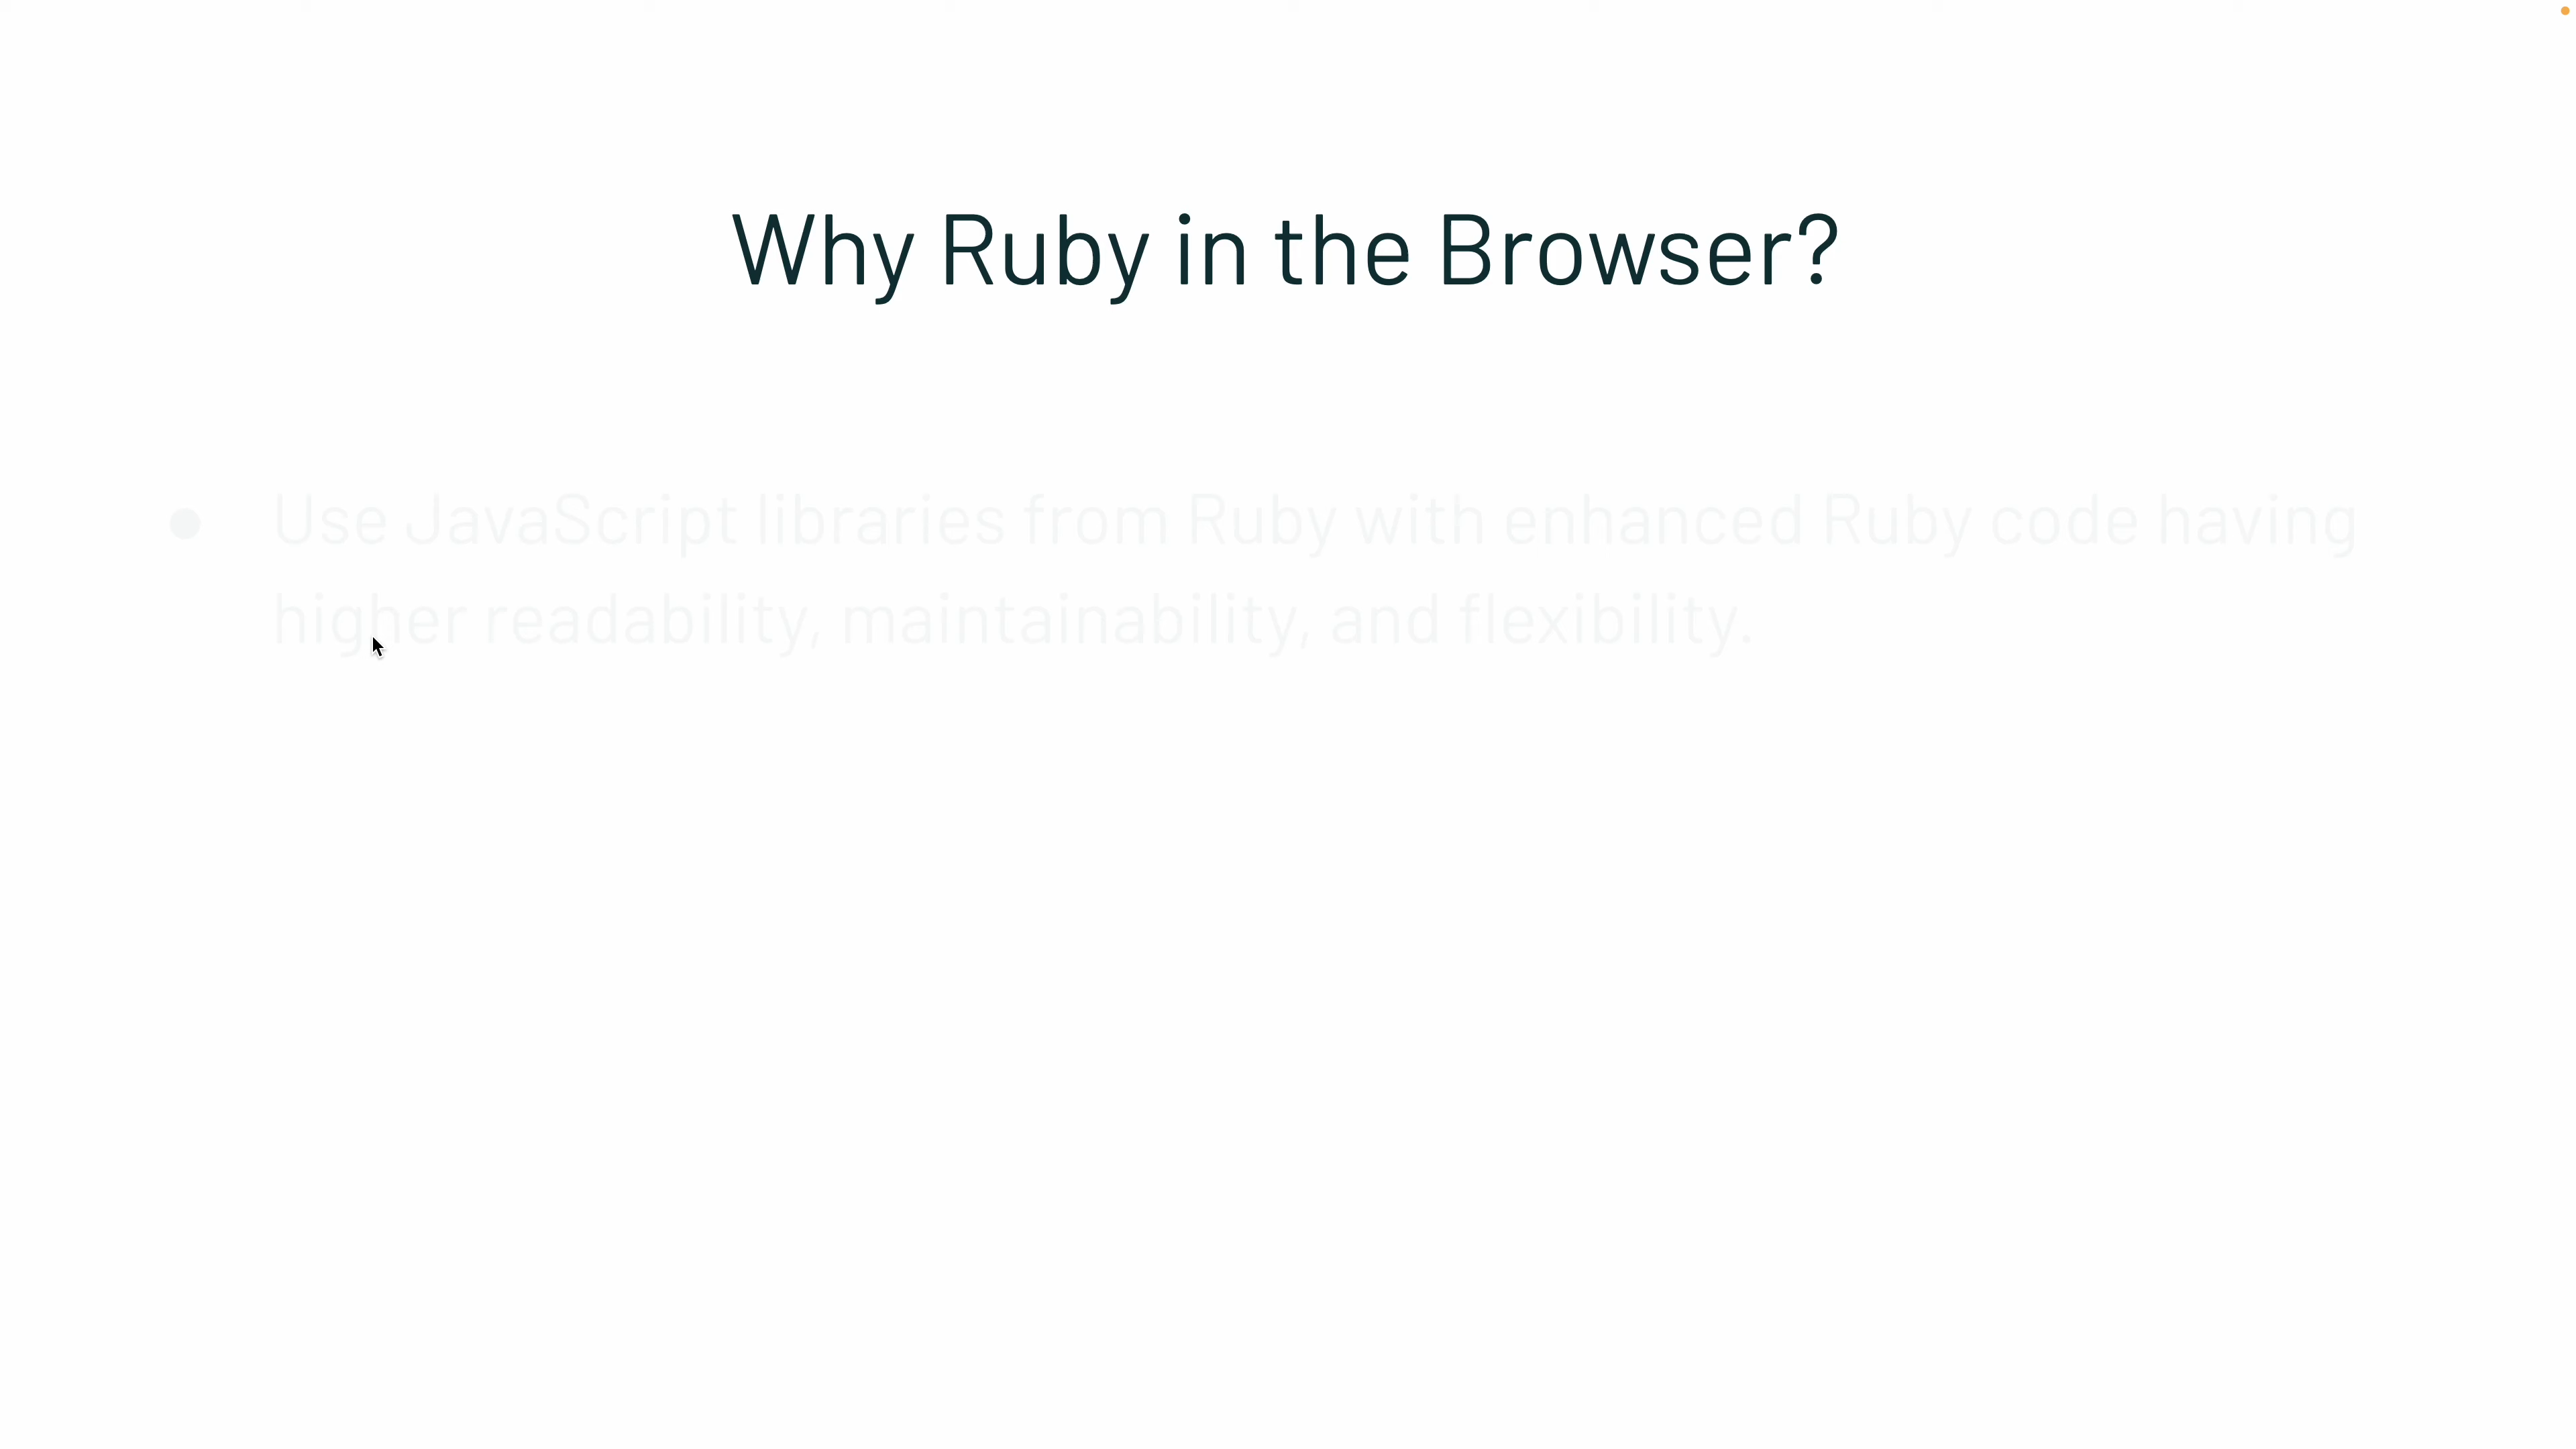 Why Ruby in the Browser?
● Use JavaScript libraries from Ruby with enhanced Ruby code having
higher readability, maintainability, and flexibility.